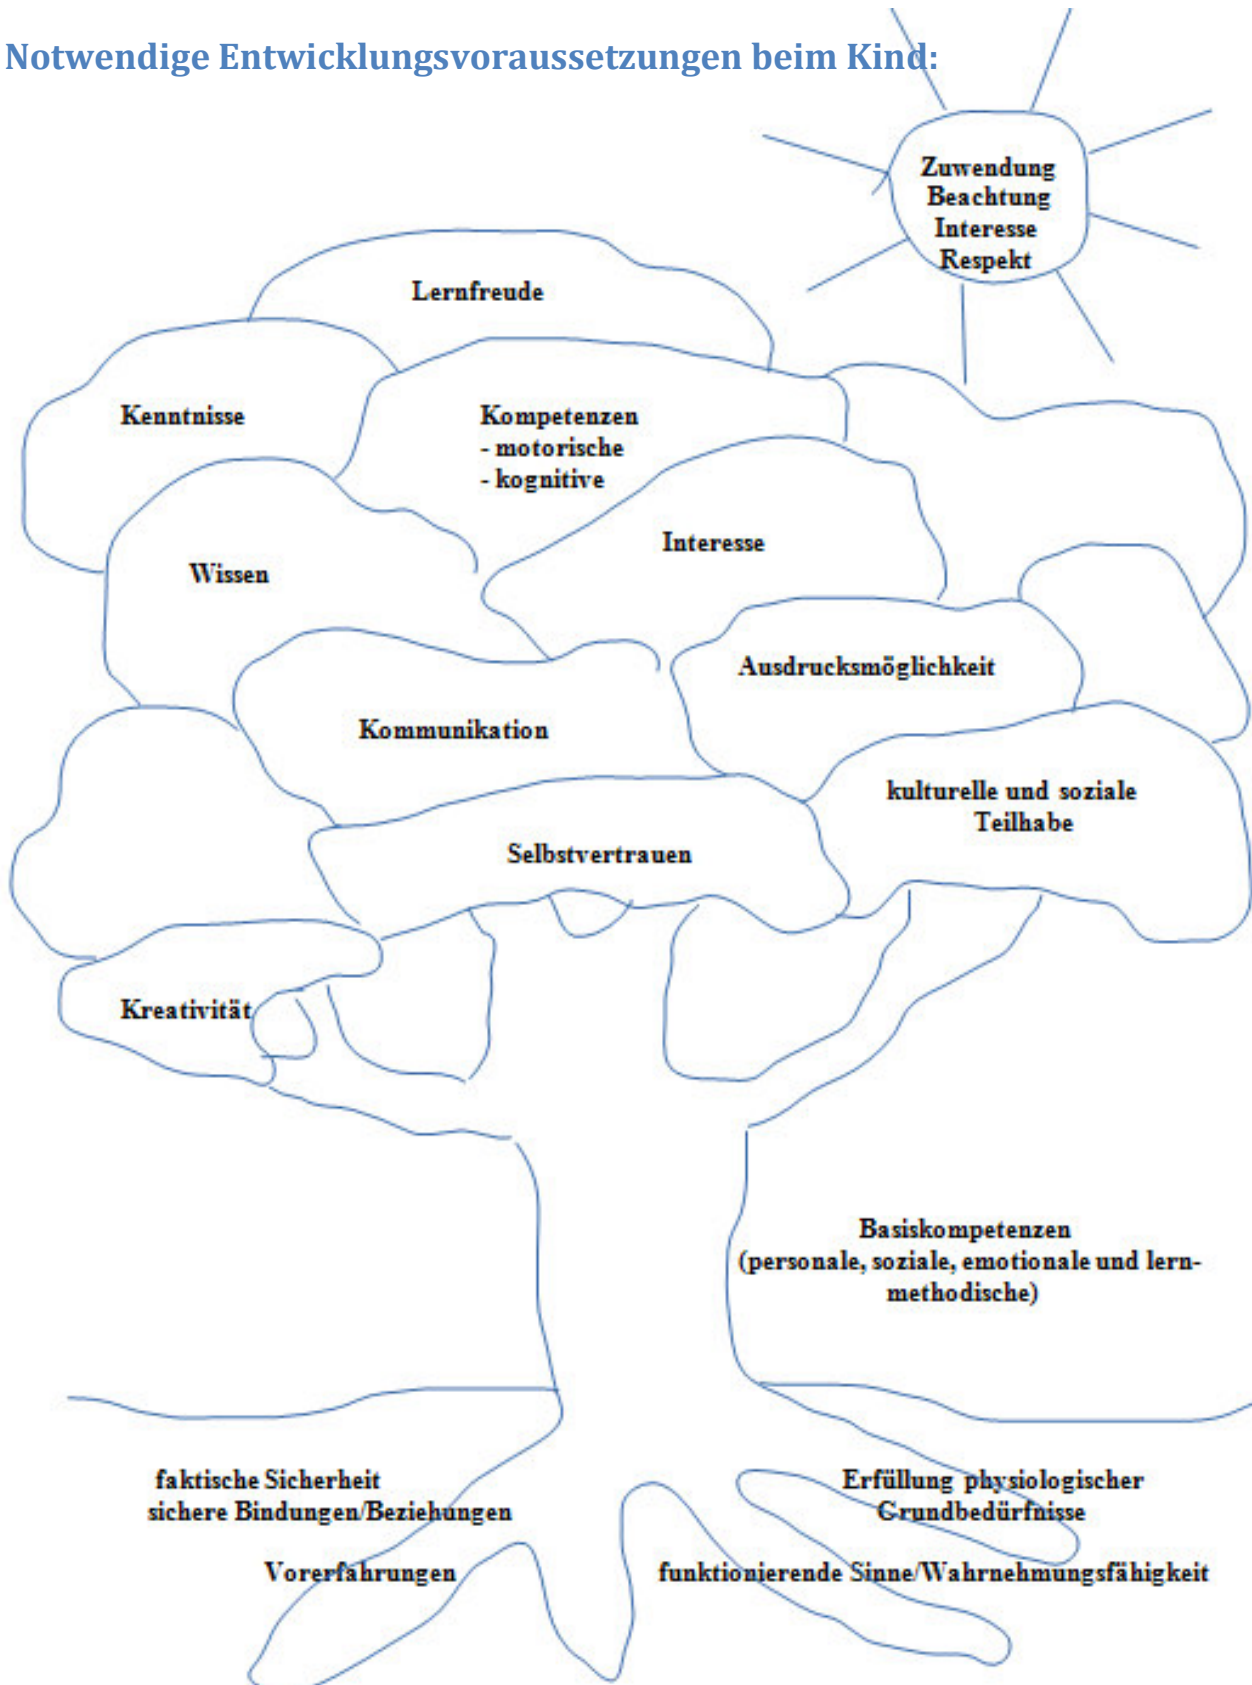 Notwendige Entwicklungsvoraussetzungen beim Kind:
Zuwendung
Beachtung
Interesse
Respekt
Lernfreude
Kenntnisse
Kompetenzen
- motorische
- kognitive
Interesse
Wissen
Ausdrucksmöglichkeit
Kommunikation
kulturelle und soziale
Teilhabe
Selbstvertrauen
Kreativität
Basiskompetenzen
(personale, soziale, emotionale und lern-
methodische)
faktische Sicherheit
sichere Bindungen/Beziehungen
Erfüllung physiologischer
Grundbedürfnisse
Vorerfahrungen
funktionierende Sinne/Wahrnehmungsfähigkeit